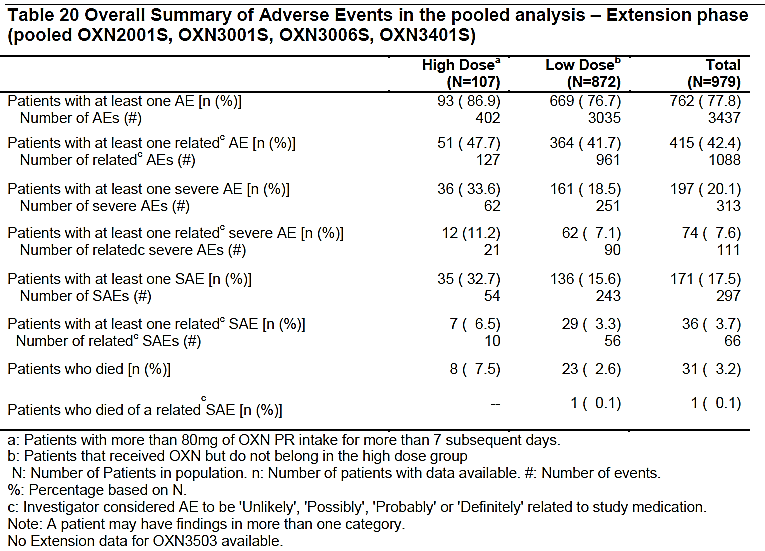 Table 20 Overall Summary of Adverse Events in the pooled analysis – Extension phase
(pooled OXN2001S, OXN3001S, OXN3006S, OXN3401S)
High Doseᵃ Low Doseᵇ Total
(N=107) (N=872) (N=979)
Patients with at least one AE [n (%)] 93 ( 86.9) 669 ( 76.7) 762 ( 77.8)
Number of AEs (#) 402 3035 3437
Patients with at least one relatedᶜ AE [n (%)] 51 ( 47.7) 364 ( 41.7) 415 ( 42.4)
Number of relatedᶜ AEs (#) 127 961 1088
Patients with at least one severe AE [n (%)] 36 ( 33.6) 161 ( 18.5) 197 ( 20.1)
Number of severe AEs (#) 62 251 313
Patients with at least one relatedᶜ severe AE [n (%)] 12 (11.2) 62 ( 7.1) 74 ( 7.6)
Number of relatedc severe AEs (#) 21 90 111
Patients with at least one SAE [n (%)] 35 ( 32.7) 136 ( 15.6) 171 ( 17.5)
Number of SAEs (#) 54 243 297
Patients with at least one relatedᶜ SAE [n (%)] 7 ( 6.5) 29 ( 3.3) 36 ( 3.7)
Number of relatedᶜ SAEs (#) 10 56 66
Patients who died [n (%)] 8 ( 7.5) 23 ( 2.6) 31 ( 3.2)
Patients who died of a relatedᶜ SAE [n (%)] -- 1 ( 0.1) 1 ( 0.1)
a: Patients with more than 80mg of OXN PR intake for more than 7 subsequent days.
b: Patients that received OXN but do not belong in the high dose group
N: Number of Patients in population. n: Number of patients with data available. #: Number of events.
%: Percentage based on N.
c: Investigator considered AE to be 'Unlikely', 'Possibly', 'Probably' or 'Definitely' related to study medication.
Note: A patient may have findings in more than one category.
No Extension data for OXN3503 available.